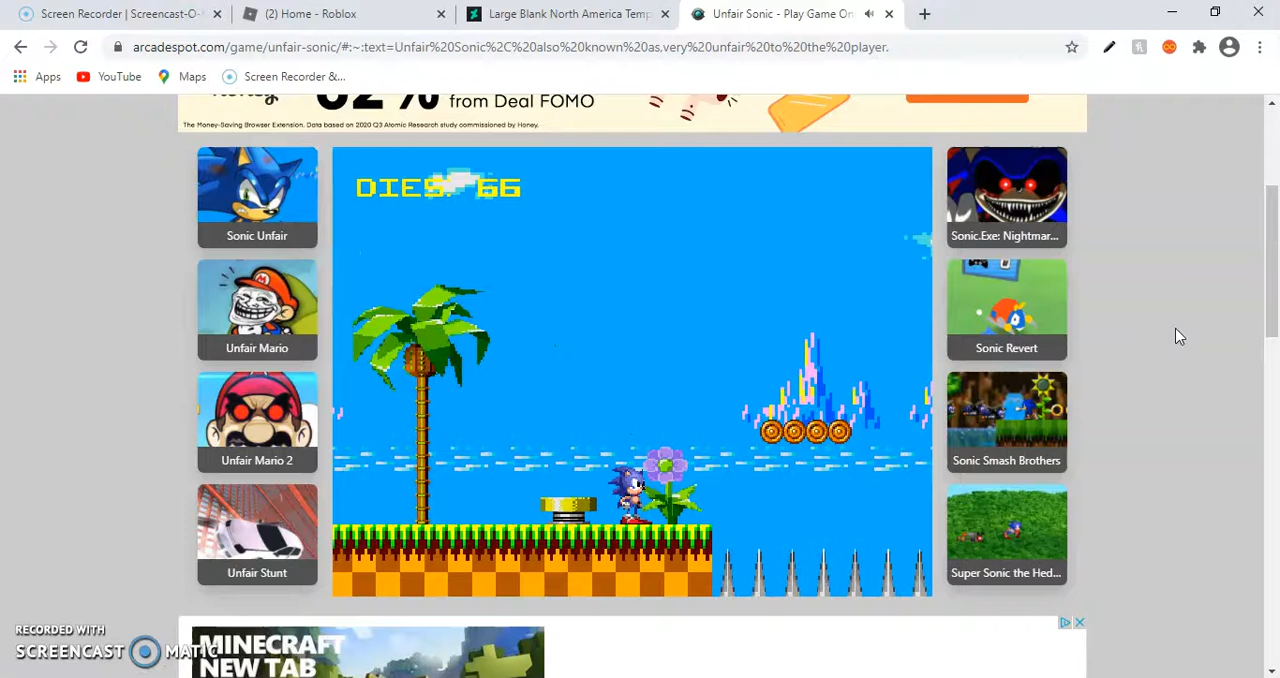 Screen Recorder | Screencast-O-
(2) Home - Roblox
Large Blank North America Temp
Unfair Sonic - Play Game On
arcadespot.com/game/unfair-sonic/#:~:text=Unfair%20Sonic%2C%20also%20known%20as,very%20unfair%20to%20the%20player.
Apps
YouTube
Maps
Screen Recorder &...
82% from Deal FOMO
The Money-Saving Browser Extension. Data based on 2020 Q3 Atomic Research study commissioned by Honey.
DIES: 66
Sonic Unfair
Unfair Mario
Unfair Mario 2
Unfair Stunt
Sonic.Exe: Nightmar...
Sonic Revert
Sonic Smash Brothers
Super Sonic the Hed...
RECORDED WITH
SCREENCAST MATIC
MINECRAFT
NEW TAB